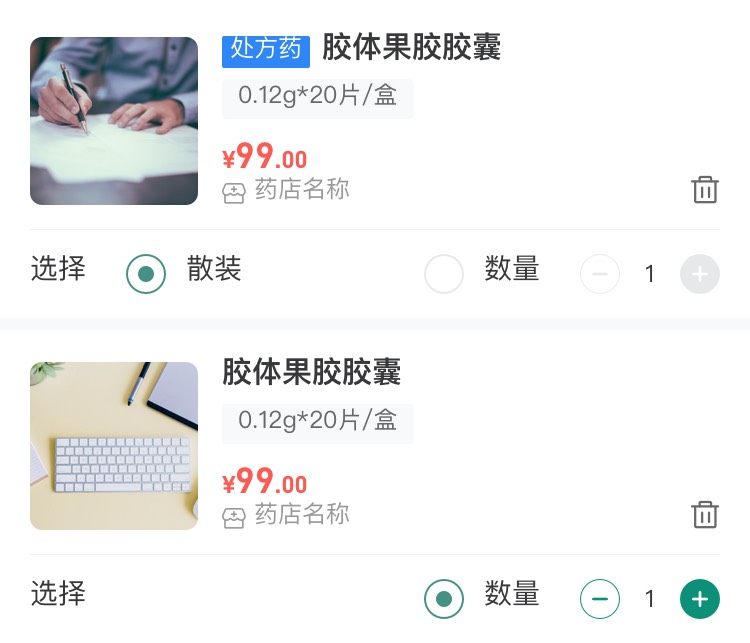 处方药 胶体果胶胶囊
0.12g*20片/盒
¥99.00
药店名称
选择 散装 数量 1
胶体果胶胶囊
0.12g*20片/盒
¥99.00
药店名称
选择 数量 1